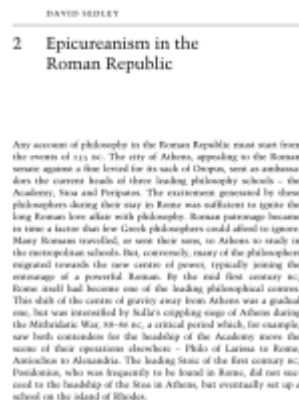 DAVID SEDLEY
2 Epicureanism in the
Roman Republic
Any account of philosophy in the Roman Republic must start from
the events of 155 BC. The city of Athens, appealing to the Roman
senate against a fine levied for its sack of Oropus, sent as ambassa-
dors the current heads of three leading philosophy schools – the
Academy, Stoa and Peripatos. The excitement generated by these
philosophers during their stay in Rome was sufficient to ignite the
long Roman love affair with philosophy. Roman patronage became
in time a factor that few Greek philosophers could afford to ignore.
Many Romans travelled, or sent their sons, to Athens to study in
the metropolitan schools. But, conversely, many of the philosophers
migrated towards the new centre of power, typically joining the
entourage of a powerful Roman. By the mid first century BC,
Rome itself had become one of the leading philosophical centres.
This shift of the centre of gravity away from Athens was a gradual
one, but was intensified by Sulla's crippling siege of Athens during
the Mithridatic War, 88–86 BC, a critical period which, for example,
saw both contenders for the headship of the Academy move the
scene of their operations elsewhere – Philo of Larissa to Rome,
Antiochus to Alexandria. The leading Stoic of the first century BC,
Posidonius, who was frequently to be found in Rome, did not suc-
ceed to the headship of the Stoa in Athens, but eventually set up a
school on the island of Rhodes.